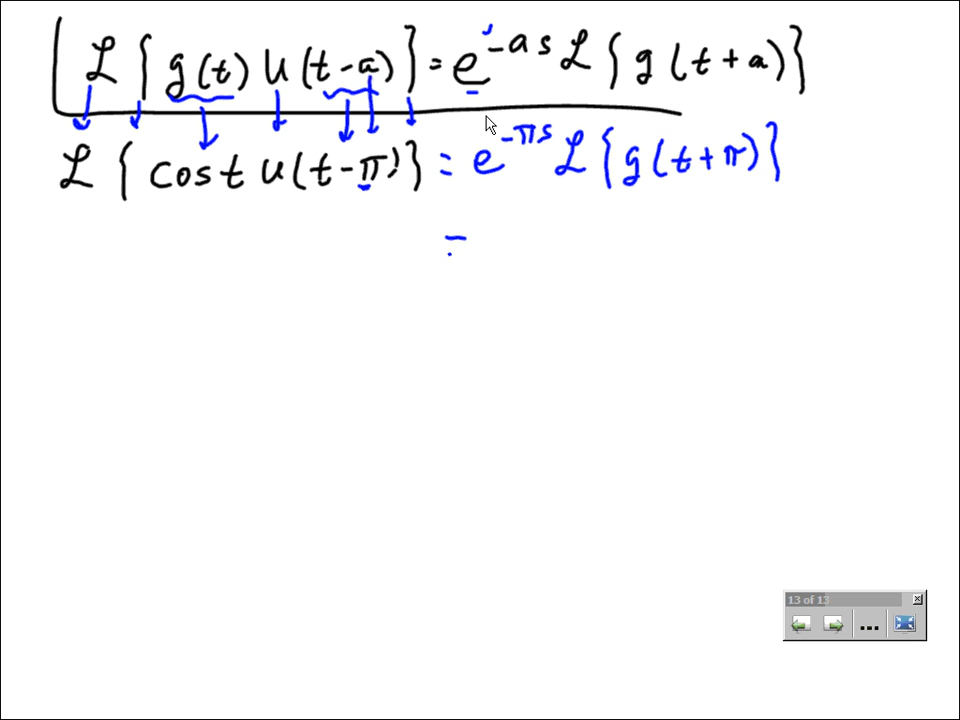 ℒ { g(t) u(t-a) } = e^-as ℒ { g(t+a) }
ℒ { cos t u(t-π) } = e^-πs ℒ { g(t+π) }
=
13 of 13
...